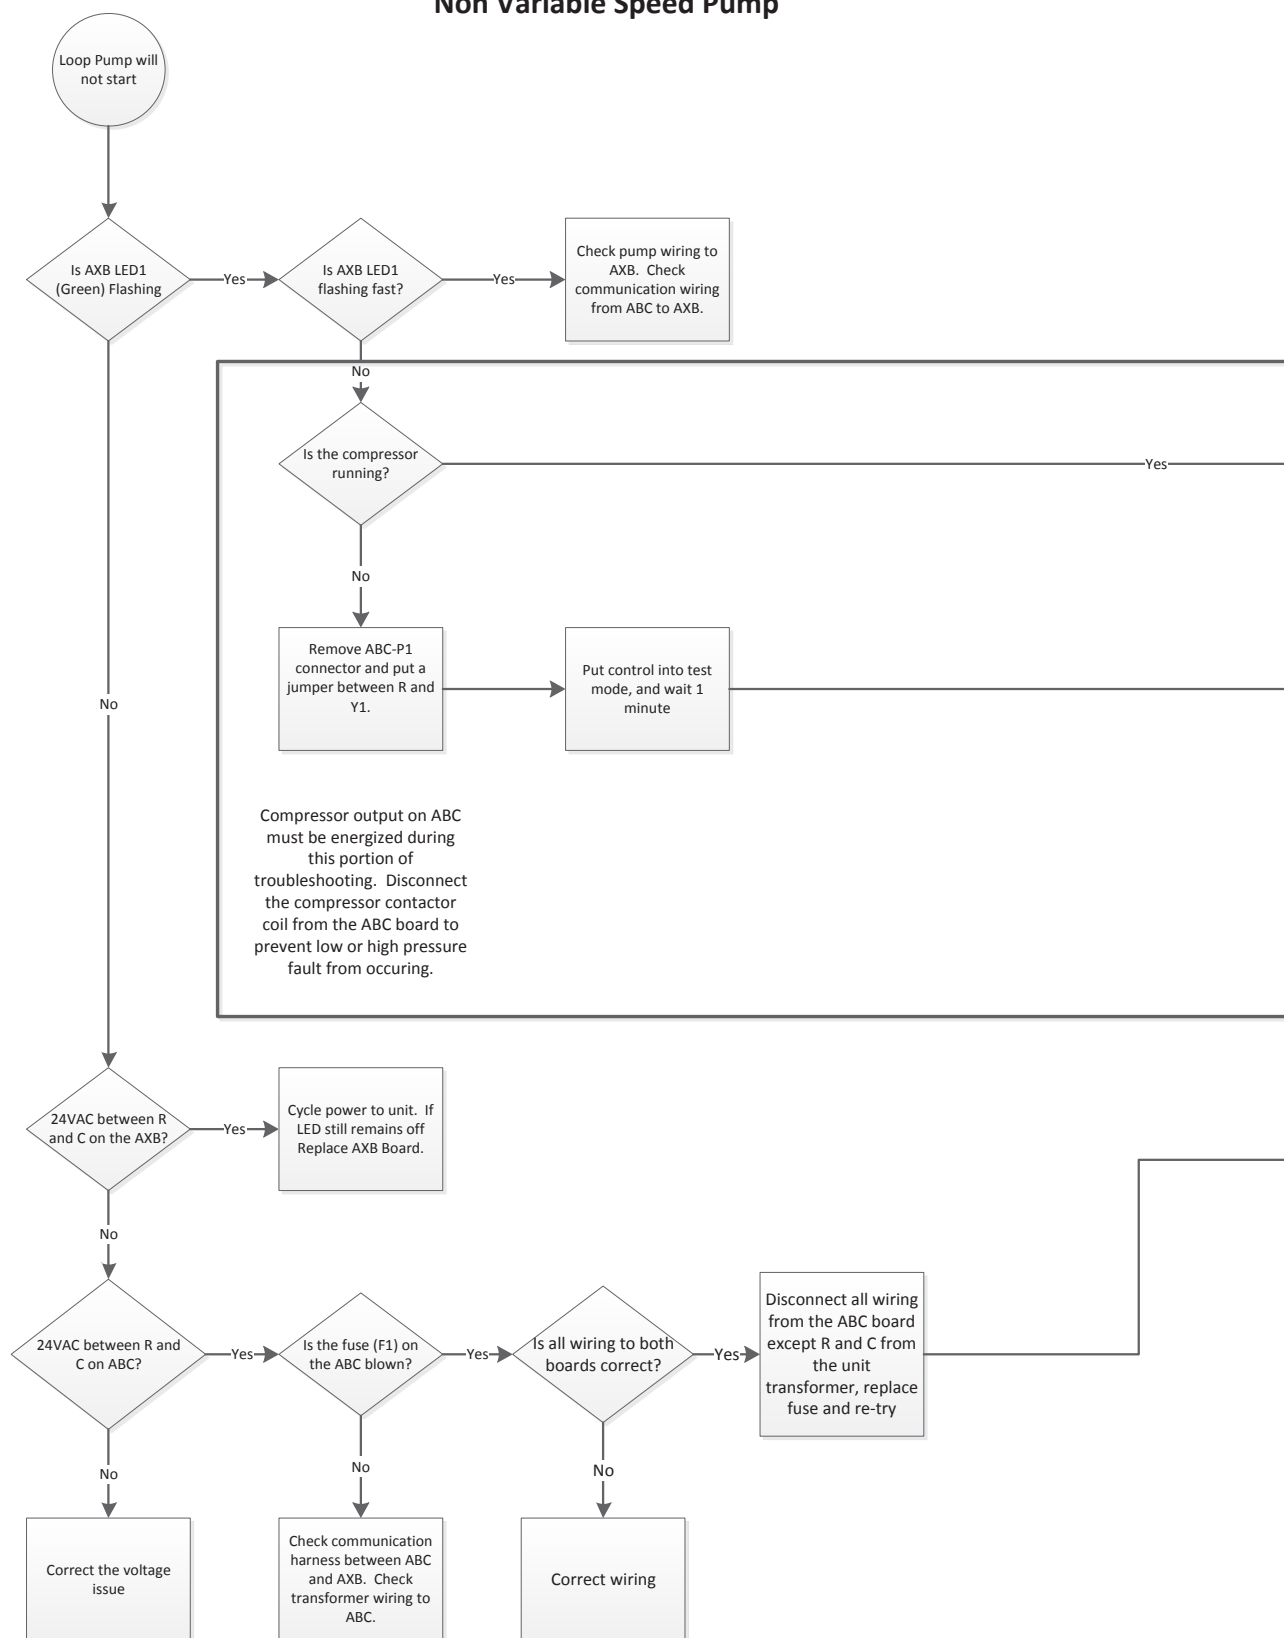 Non Variable Speed Pump
Loop Pump will
not start
Is AXB LED1
(Green) Flashing
Yes
Is AXB LED1
flashing fast?
Yes
Check pump wiring to
AXB. Check
communication wiring
from ABC to AXB.
No
Is the compressor
running?
Yes
No
Remove ABC-P1
connector and put a
jumper between R and
Y1.
Put control into test
mode, and wait 1
minute
No
Compressor output on ABC
must be energized during
this portion of
troubleshooting. Disconnect
the compressor contactor
coil from the ABC board to
prevent low or high pressure
fault from occuring.
24VAC between R
and C on the AXB?
Yes
Cycle power to unit. If
LED still remains off
Replace AXB Board.
No
24VAC between R and
C on ABC?
Yes
Is the fuse (F1) on
the ABC blown?
Yes
Is all wiring to both
boards correct?
Yes
Disconnect all wiring
from the ABC board
except R and C from
the unit
transformer, replace
fuse and re-try
No
No
No
Correct the voltage
issue
Check communication
harness between ABC
and AXB. Check
transformer wiring to
ABC.
Correct wiring